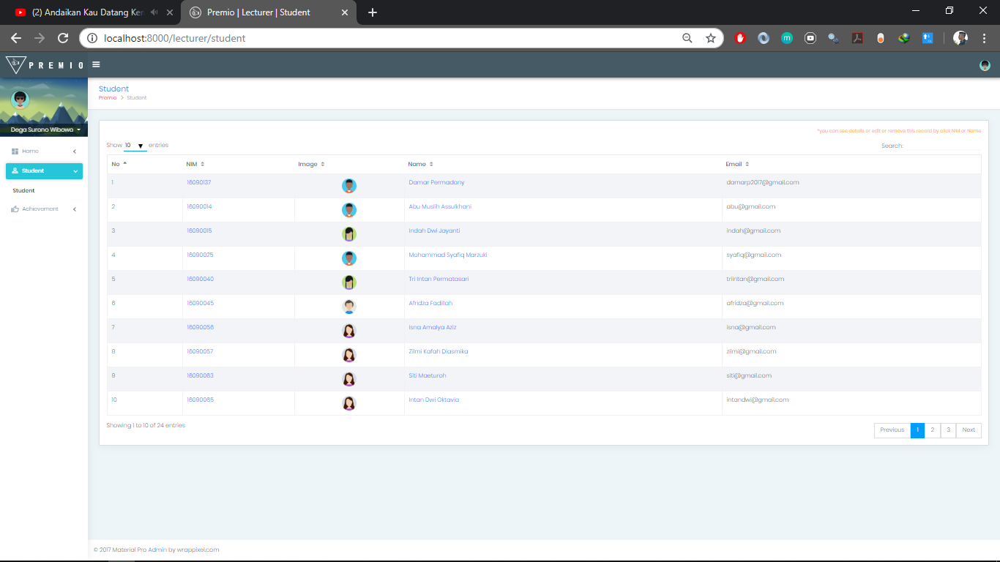 (2) Andaikan Kau Datang Ke
Premio | Lecturer | Student
localhost:8000/lecturer/student
PREMIO
Student
Premio > Student
Dega Surono Wibowo
Home
Student
Student
Achievement
*you can see details or edit or remove this record by click NIM or Name
Show 10 entries
Search:
No NIM Image Name Email
1 16090137 Damar Permadany damarp2017@gmail.com
2 16090014 Abu Muslih Assulkhani abu@gmail.com
3 16090015 Indah Dwi Jayanti indah@gmail.com
4 16090025 Mohammad Syafiq Marzuki syafiq@gmail.com
5 16090040 Tri Intan Permatasari triintan@gmail.com
6 16090045 Afridza Fadillah afridza@gmail.com
7 16090056 Isna Amalya Aziz isna@gmail.com
8 16090057 Zilmi Kafah Diasmika zilmi@gmail.com
9 16090063 Siti Maeturoh siti@gmail.com
10 16090065 Intan Dwi Oktavia intandwi@gmail.com
Showing 1 to 10 of 24 entries
Previous 1 2 3 Next
© 2017 Material Pro Admin by wrappixel.com